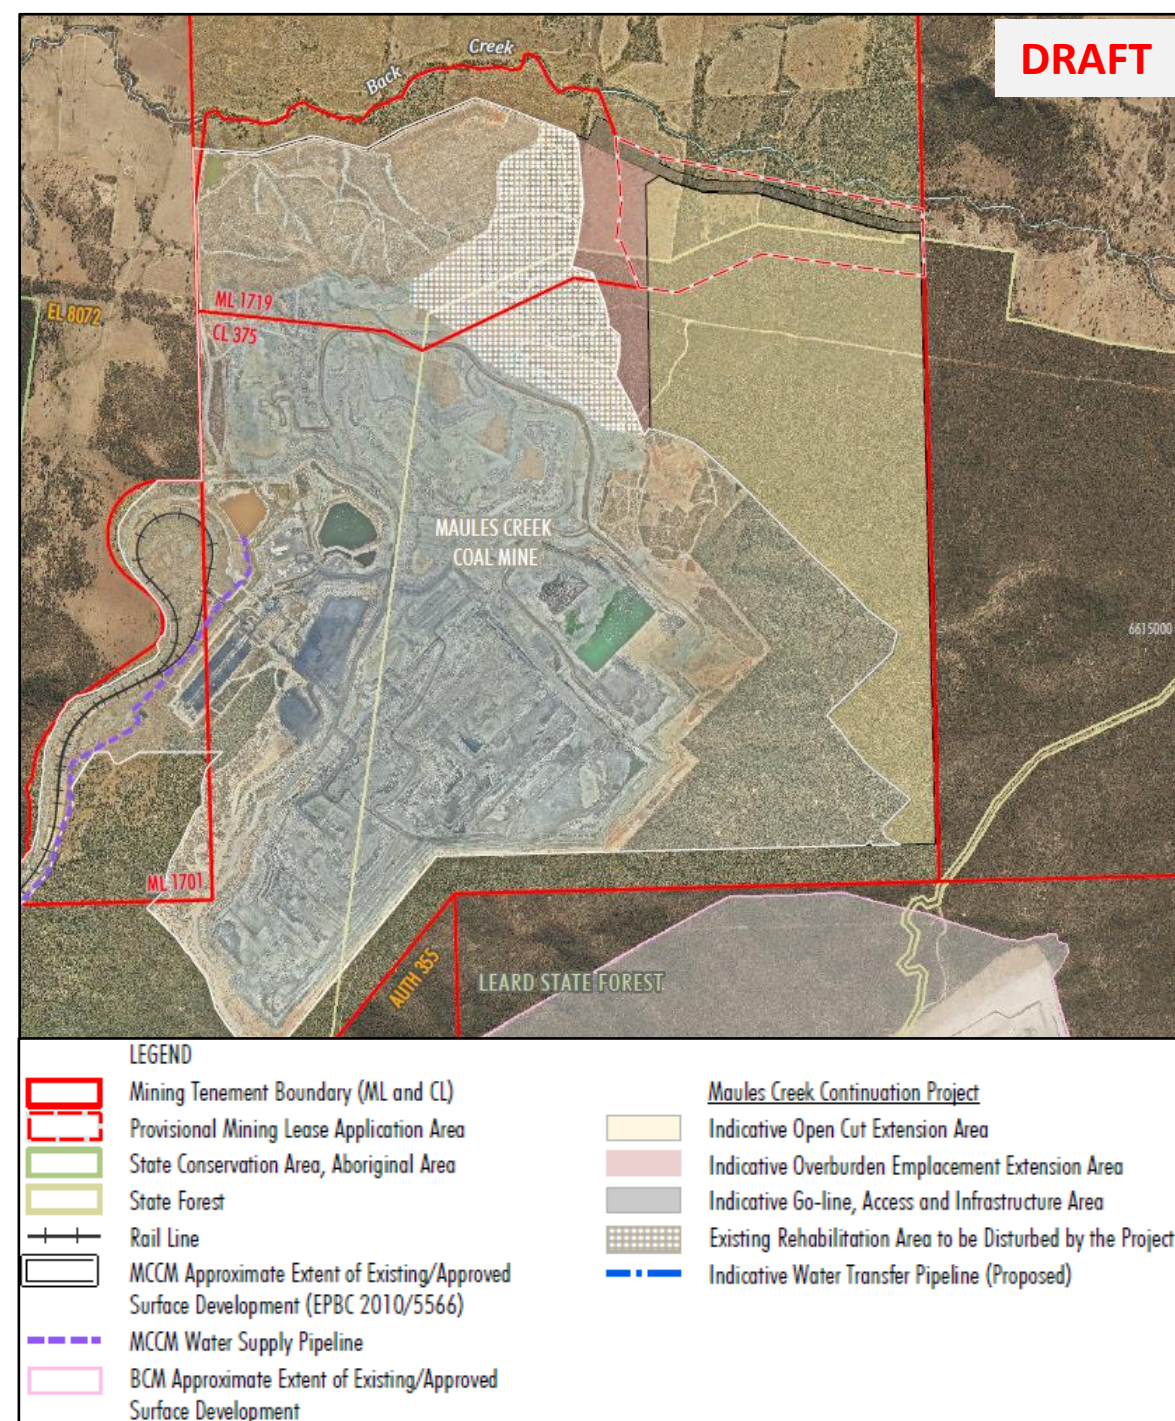 DRAFT
Creek
Back
ML 1719
EL 8072
CL 375
MAULES CREEK
COAL MINE
6615000
ML 1701
AUTH 355
LEARD STATE FOREST
LEGEND
Mining Tenement Boundary (ML and CL)
Provisional Mining Lease Application Area
State Conservation Area, Aboriginal Area
State Forest
Rail Line
MCCM Approximate Extent of Existing/Approved
Surface Development (EPBC 2010/5566)
MCCM Water Supply Pipeline
BCM Approximate Extent of Existing/Approved
Surface Development
Maules Creek Continuation Project
Indicative Open Cut Extension Area
Indicative Overburden Emplacement Extension Area
Indicative Go-line, Access and Infrastructure Area
Existing Rehabilitation Area to be Disturbed by the Project
Indicative Water Transfer Pipeline (Proposed)